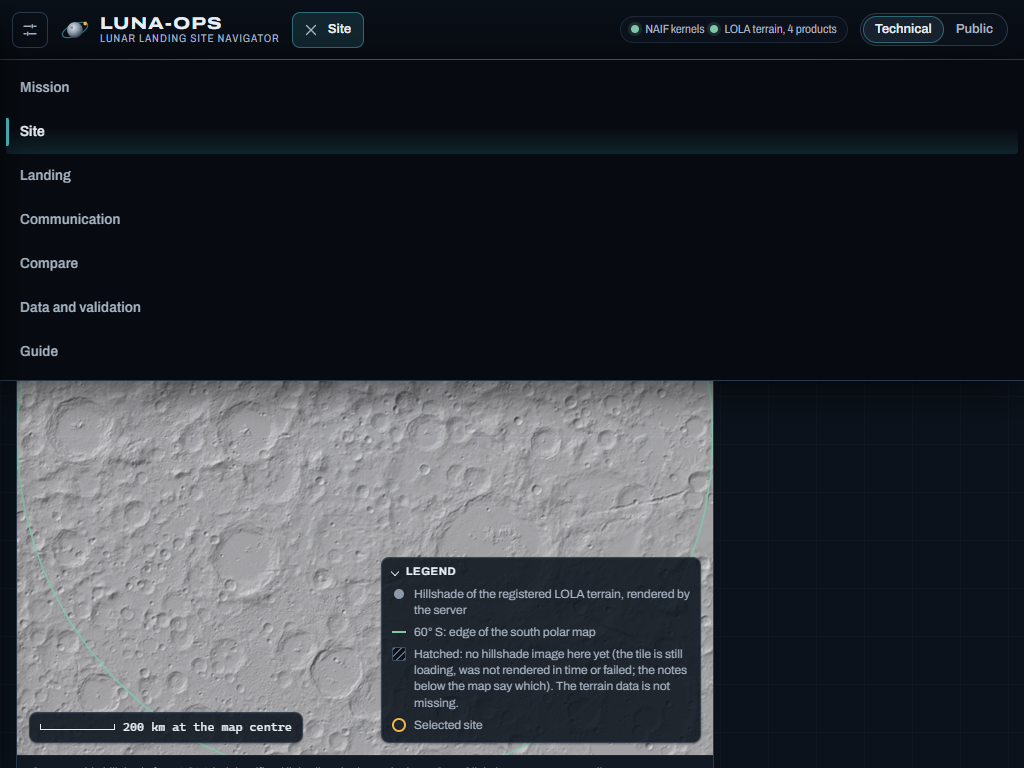 LUNA-OPS
LUNAR LANDING SITE NAVIGATOR
Site
NAIF kernels
LOLA terrain, 4 products
Technical
Public
Mission
Site
Landing
Communication
Compare
Data and validation
Guide
LEGEND
Hillshade of the registered LOLA terrain, rendered by
the server
60° S: edge of the south polar map
Hatched: no hillshade image here yet (the tile is still
loading, was not rendered in time or failed; the notes
below the map say which). The terrain data is not
missing.
Selected site
200 km at the map centre